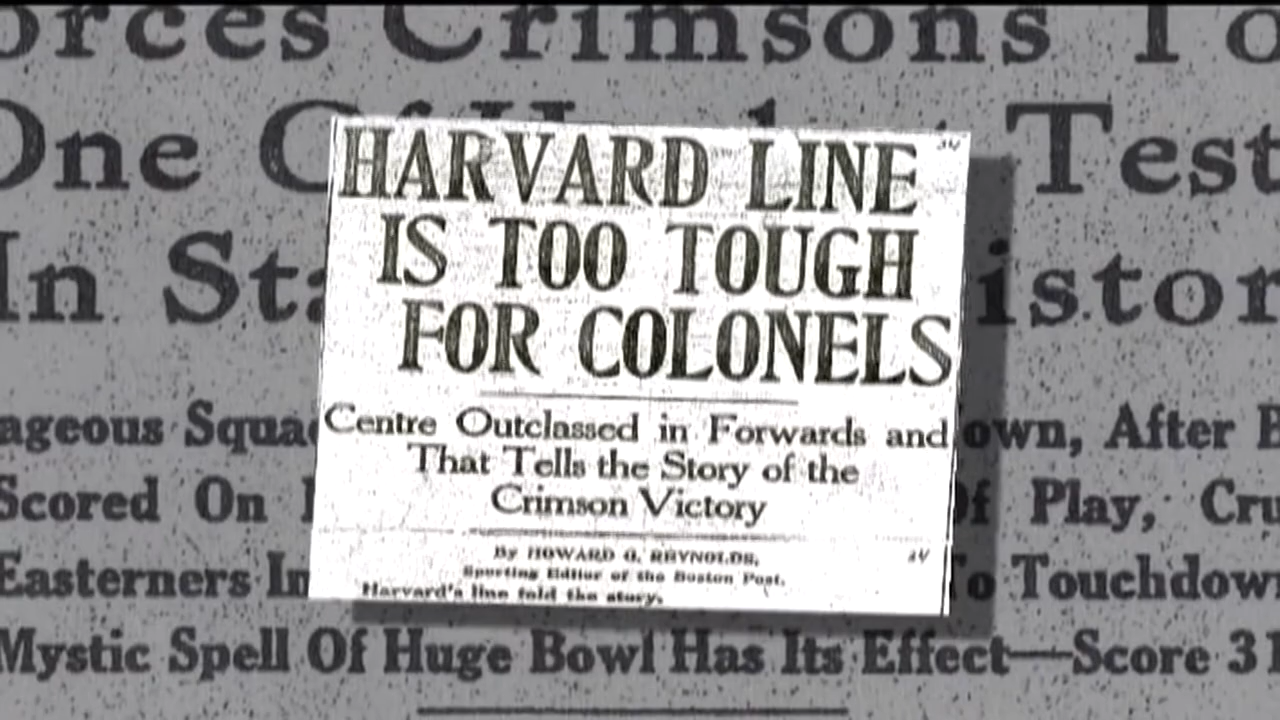 orces Crimsons To
One Of Test
In Sta istor
HARVARD LINE
IS TOO TOUGH
FOR COLONELS
Centre Outclassed in Forwards and
That Tells the Story of the
Crimson Victory
By HOWARD G. REYNOLDS,
Sporting Editor of the Boston Post.
Harvard's line told the story.
ageous Squa own, After B
Scored On Of Play, Cru
Easterners In To Touchdown
Mystic Spell Of Huge Bowl Has Its Effect—Score 31